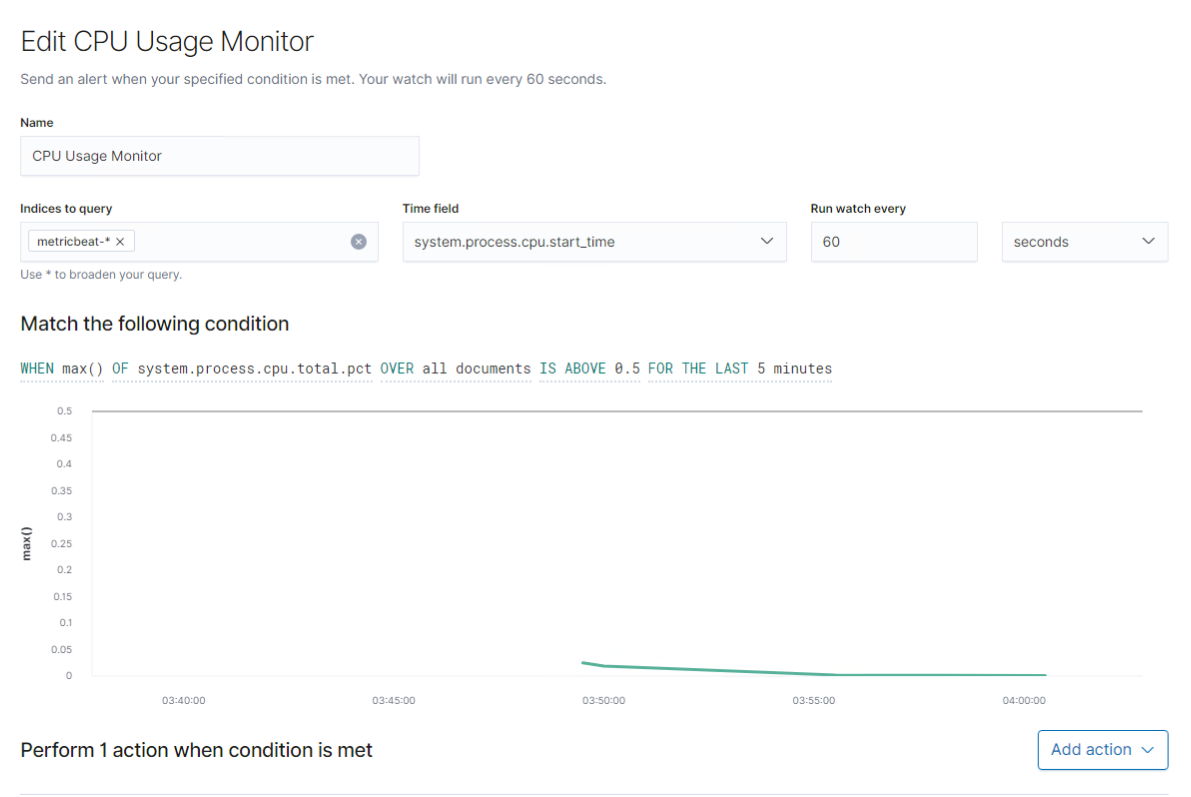 Edit CPU Usage Monitor
Send an alert when your specified condition is met. Your watch will run every 60 seconds.
Name
CPU Usage Monitor
Indices to query
Time field
Run watch every
metricbeat-* ×
system.process.cpu.start_time
60
seconds
Use * to broaden your query.
Match the following condition
WHEN max() OF system.process.cpu.total.pct OVER all documents IS ABOVE 0.5 FOR THE LAST 5 minutes
max()
0.5
0.45
0.4
0.35
0.3
0.25
0.2
0.15
0.1
0.05
0
03:40:00
03:45:00
03:50:00
03:55:00
04:00:00
Perform 1 action when condition is met
Add action